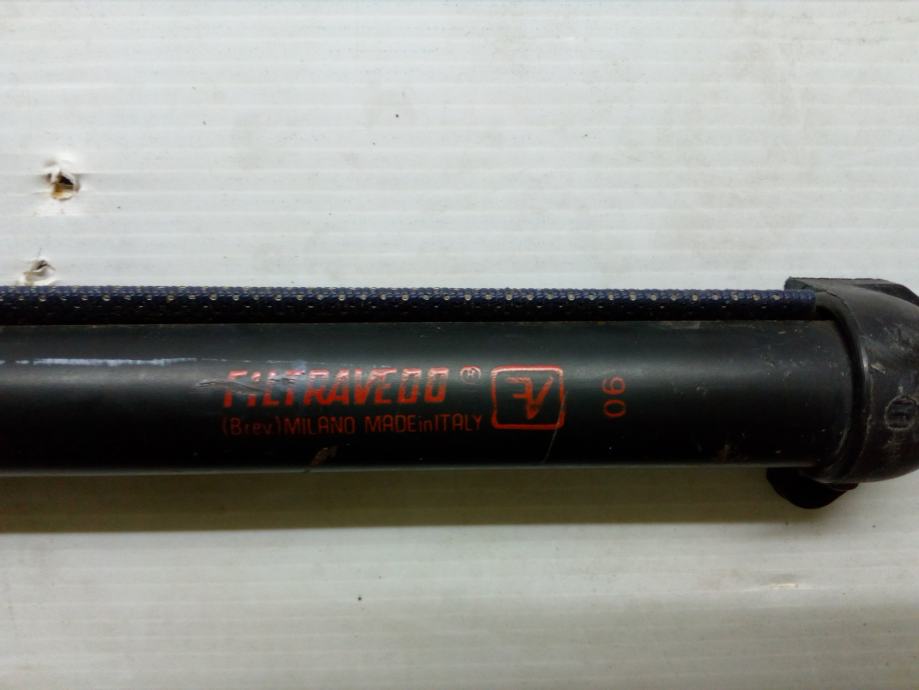 FILTRAVEDO ®
(Brev.) MILANO MADE in ITALY
FV
06